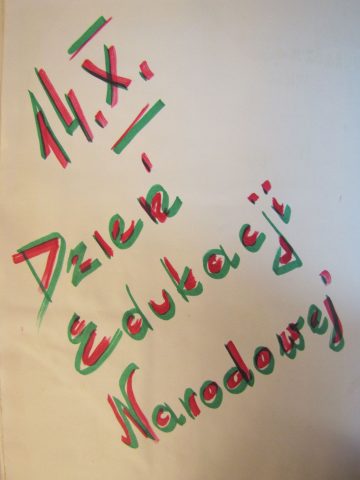 14.X.
Dzień
Edukacji
Narodowej